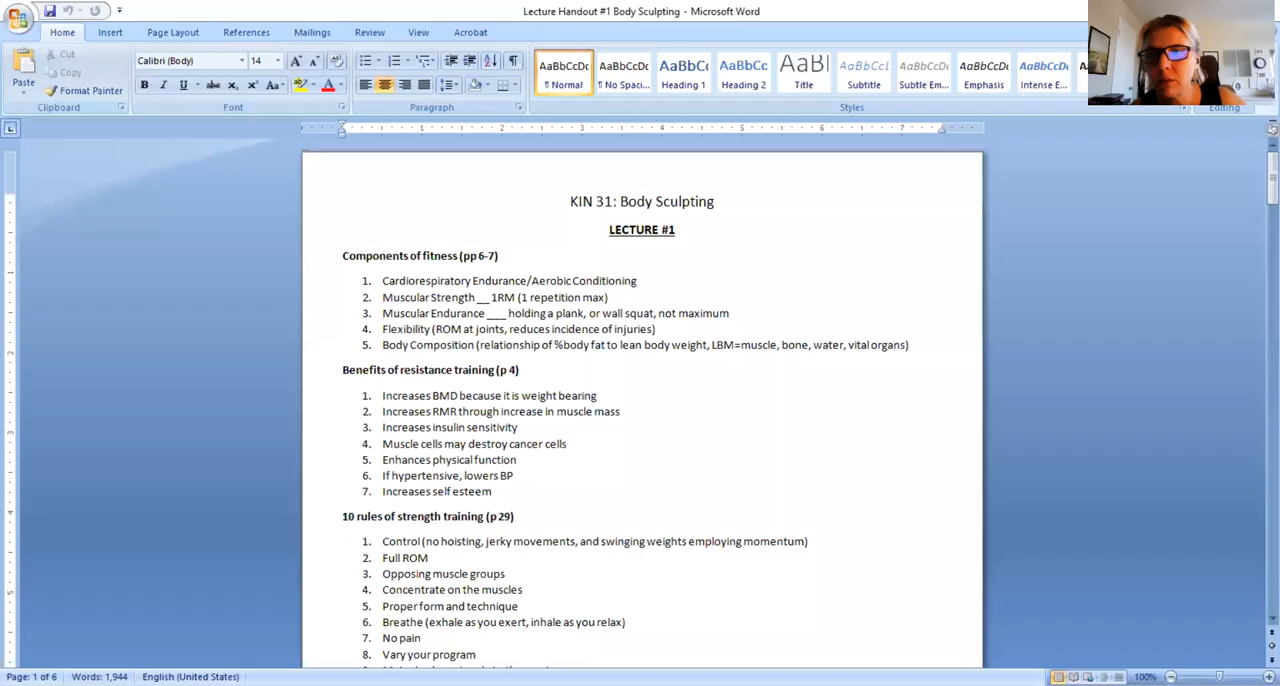 Lecture Handout #1 Body Sculpting - Microsoft Word
Home Insert Page Layout References Mailings Review View Acrobat
Paste
Cut
Copy
Format Painter
Clipboard
Calibri (Body) 14
Font
Paragraph
AaBbCcDc AaBbCcDc AaBbC AaBbCc AaBl AaBbCcL AaBbCcDc AaBbCcDc AaBbCcDc
¶ Normal ¶ No Spaci... Heading 1 Heading 2 Title Subtitle Subtle Em... Emphasis Intense E...
Styles
Editing
1 2 3 4 5 6 7
KIN 31: Body Sculpting
LECTURE #1
Components of fitness (pp 6-7)
1. Cardiorespiratory Endurance/Aerobic Conditioning
2. Muscular Strength __ 1RM (1 repetition max)
3. Muscular Endurance ___ holding a plank, or wall squat, not maximum
4. Flexibility (ROM at joints, reduces incidence of injuries)
5. Body Composition (relationship of %body fat to lean body weight, LBM=muscle, bone, water, vital organs)
Benefits of resistance training (p 4)
1. Increases BMD because it is weight bearing
2. Increases RMR through increase in muscle mass
3. Increases insulin sensitivity
4. Muscle cells may destroy cancer cells
5. Enhances physical function
6. If hypertensive, lowers BP
7. Increases self esteem
10 rules of strength training (p 29)
1. Control (no hoisting, jerky movements, and swinging weights employing momentum)
2. Full ROM
3. Opposing muscle groups
4. Concentrate on the muscles
5. Proper form and technique
6. Breathe (exhale as you exert, inhale as you relax)
7. No pain
8. Vary your program
Page: 1 of 6 Words: 1,944 English (United States) 100%